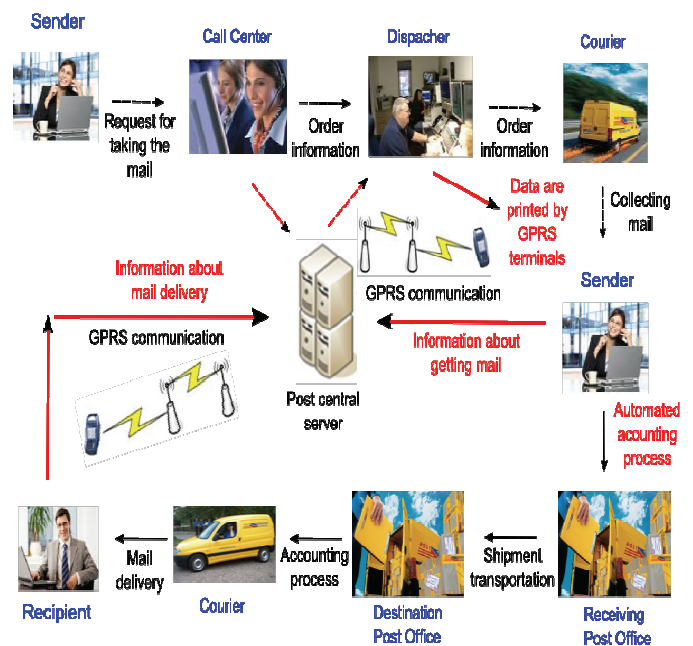 Sender
Call Center
Dispacher
Courier
Request for
taking the
mail
Order
information
Order
information
Data are
printed by
GPRS
terminals
Collecting
mail
Information about
mail delivery
GPRS communication
GPRS communication
Sender
Information about
getting mail
Post central
server
Automated
acounting
process
Mail
delivery
Accounting
process
Shipment
transportation
Recipient
Courier
Destination
Post Office
Receiving
Post Office